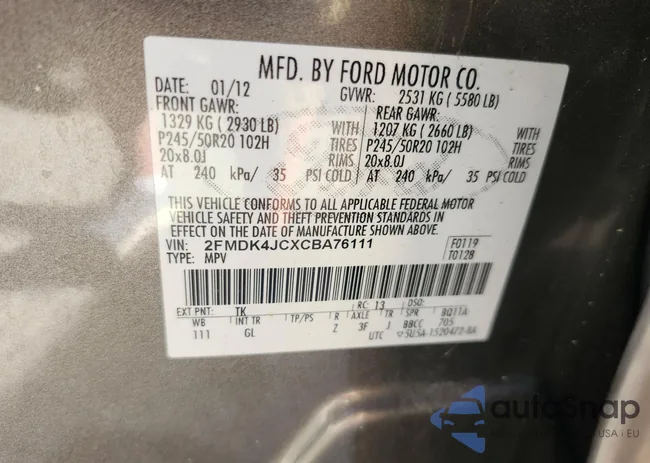 MFD. BY FORD MOTOR CO.
DATE: 01/12 GVWR: 2531 KG ( 5580 LB)
FRONT GAWR: REAR GAWR:
1329 KG ( 2930 LB) WITH 1207 KG ( 2660 LB) WITH
P245/50R20 102H TIRES P245/50R20 102H TIRES
20x8.0J RIMS 20x8.0J RIMS
AT 240 kPa/ 35 PSI COLD AT 240 kPa/ 35 PSI COLD
THIS VEHICLE CONFORMS TO ALL APPLICABLE FEDERAL MOTOR
VEHICLE SAFETY AND THEFT PREVENTION STANDARDS IN
EFFECT ON THE DATE OF MANUFACTURE SHOWN ABOVE.
VIN: 2FMDK4JCXCBA76111 F0119
TYPE: MPV T0128
EXT PNT: TK RC: 13 DSO:
WB INT TR TP/PS R AXLE TR SPR BQ1TA
111 GL Z 3F J BBCC 705
UTC 5U5A-1520472-BA
autoSnap
USA · EU